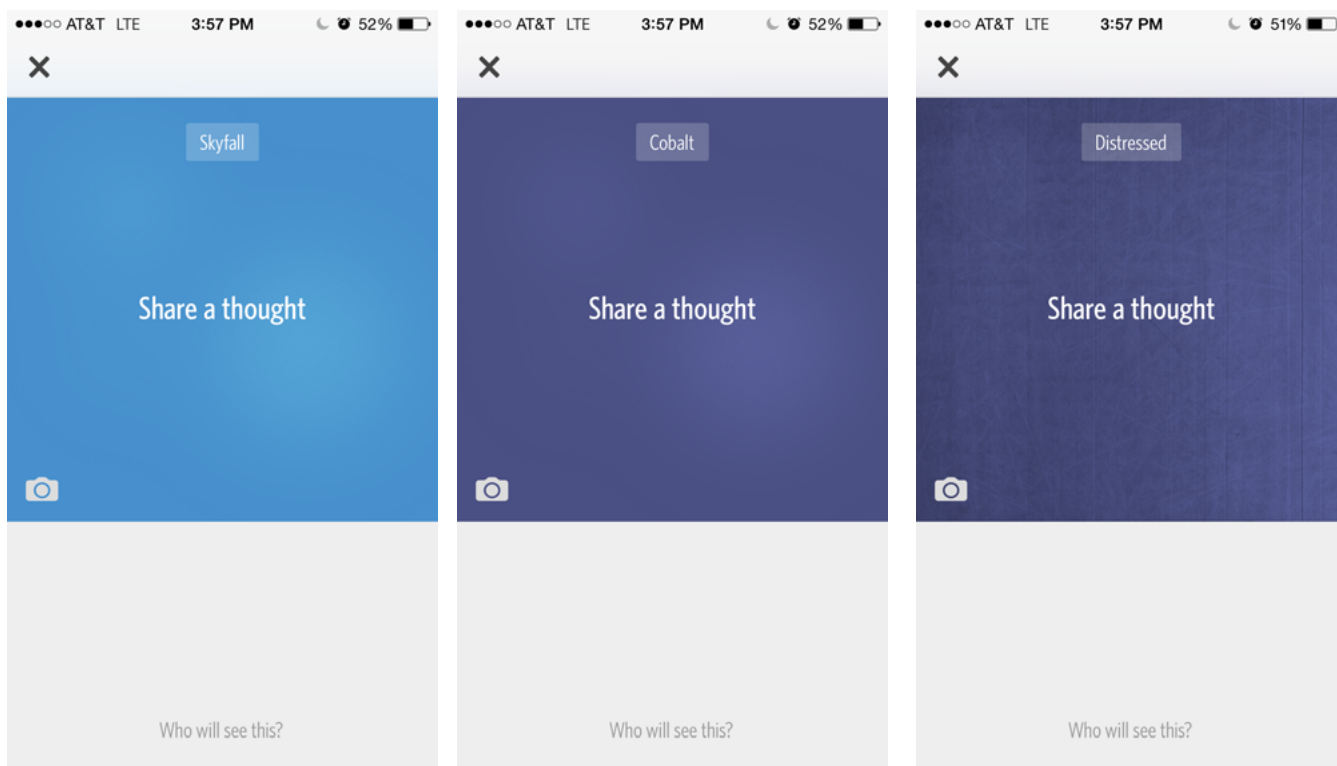 AT&T LTE 3:57 PM 52%
Skyfall
Share a thought
Who will see this?
AT&T LTE 3:57 PM 52%
Cobalt
Share a thought
Who will see this?
AT&T LTE 3:57 PM 51%
Distressed
Share a thought
Who will see this?